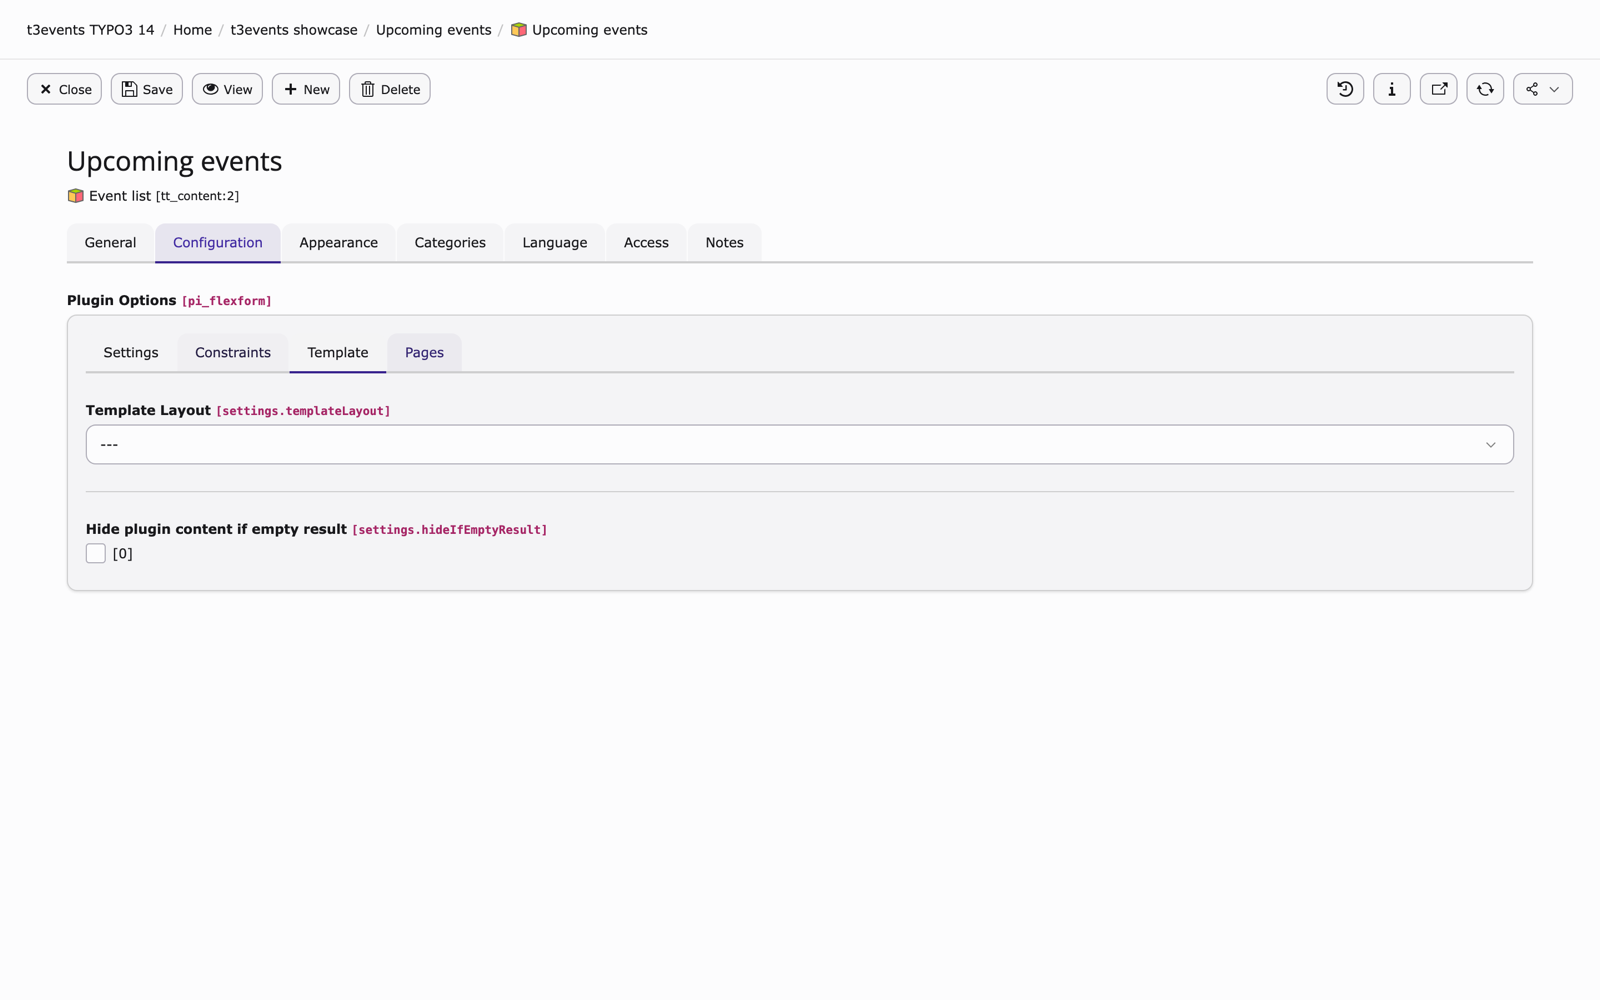 t3events TYPO3 14 / Home / t3events showcase / Upcoming events / Upcoming events
Close Save View New Delete
Upcoming events
Event list [tt_content:2]
General Configuration Appearance Categories Language Access Notes
Plugin Options [pi_flexform]
Settings Constraints Template Pages
Template Layout [settings.templateLayout]
---
Hide plugin content if empty result [settings.hideIfEmptyResult]
[0]